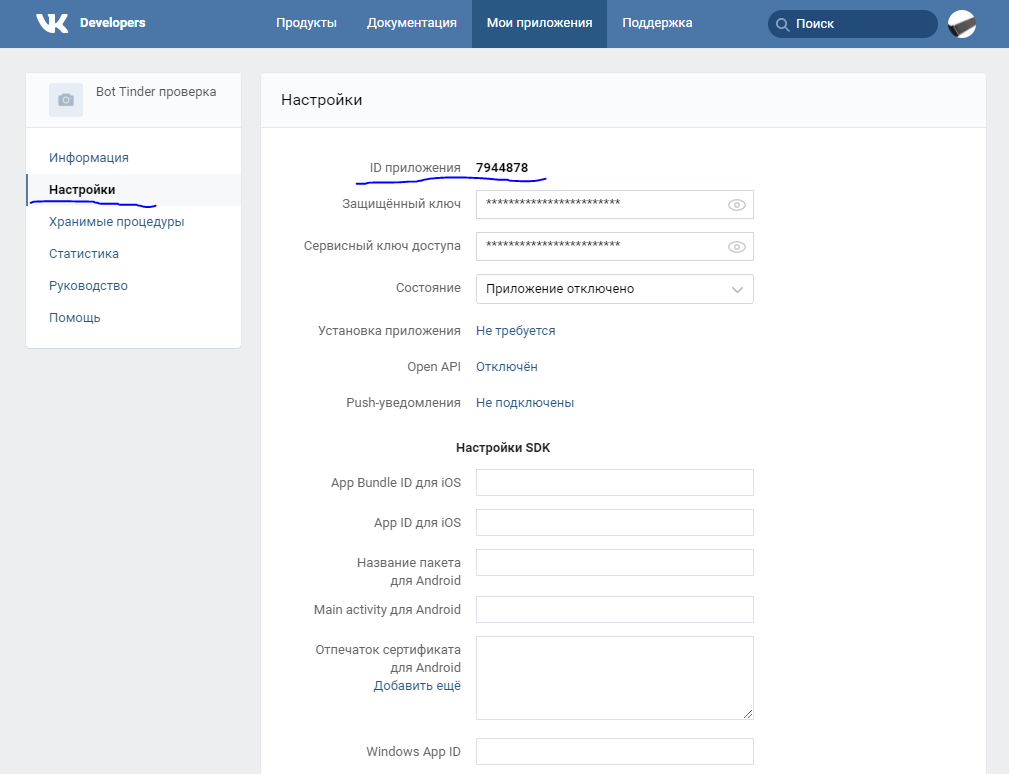 VK Developers Продукты Документация Мои приложения Поддержка Поиск
Bot Tinder проверка
Информация
Настройки
Хранимые процедуры
Статистика
Руководство
Помощь
Настройки
ID приложения 7944878
Защищённый ключ ************************
Сервисный ключ доступа ************************
Состояние Приложение отключено
Установка приложения Не требуется
Open API Отключён
Push-уведомления Не подключены
Настройки SDK
App Bundle ID для iOS
App ID для iOS
Название пакета
для Android
Main activity для Android
Отпечаток сертификата
для Android
Добавить ещё
Windows App ID